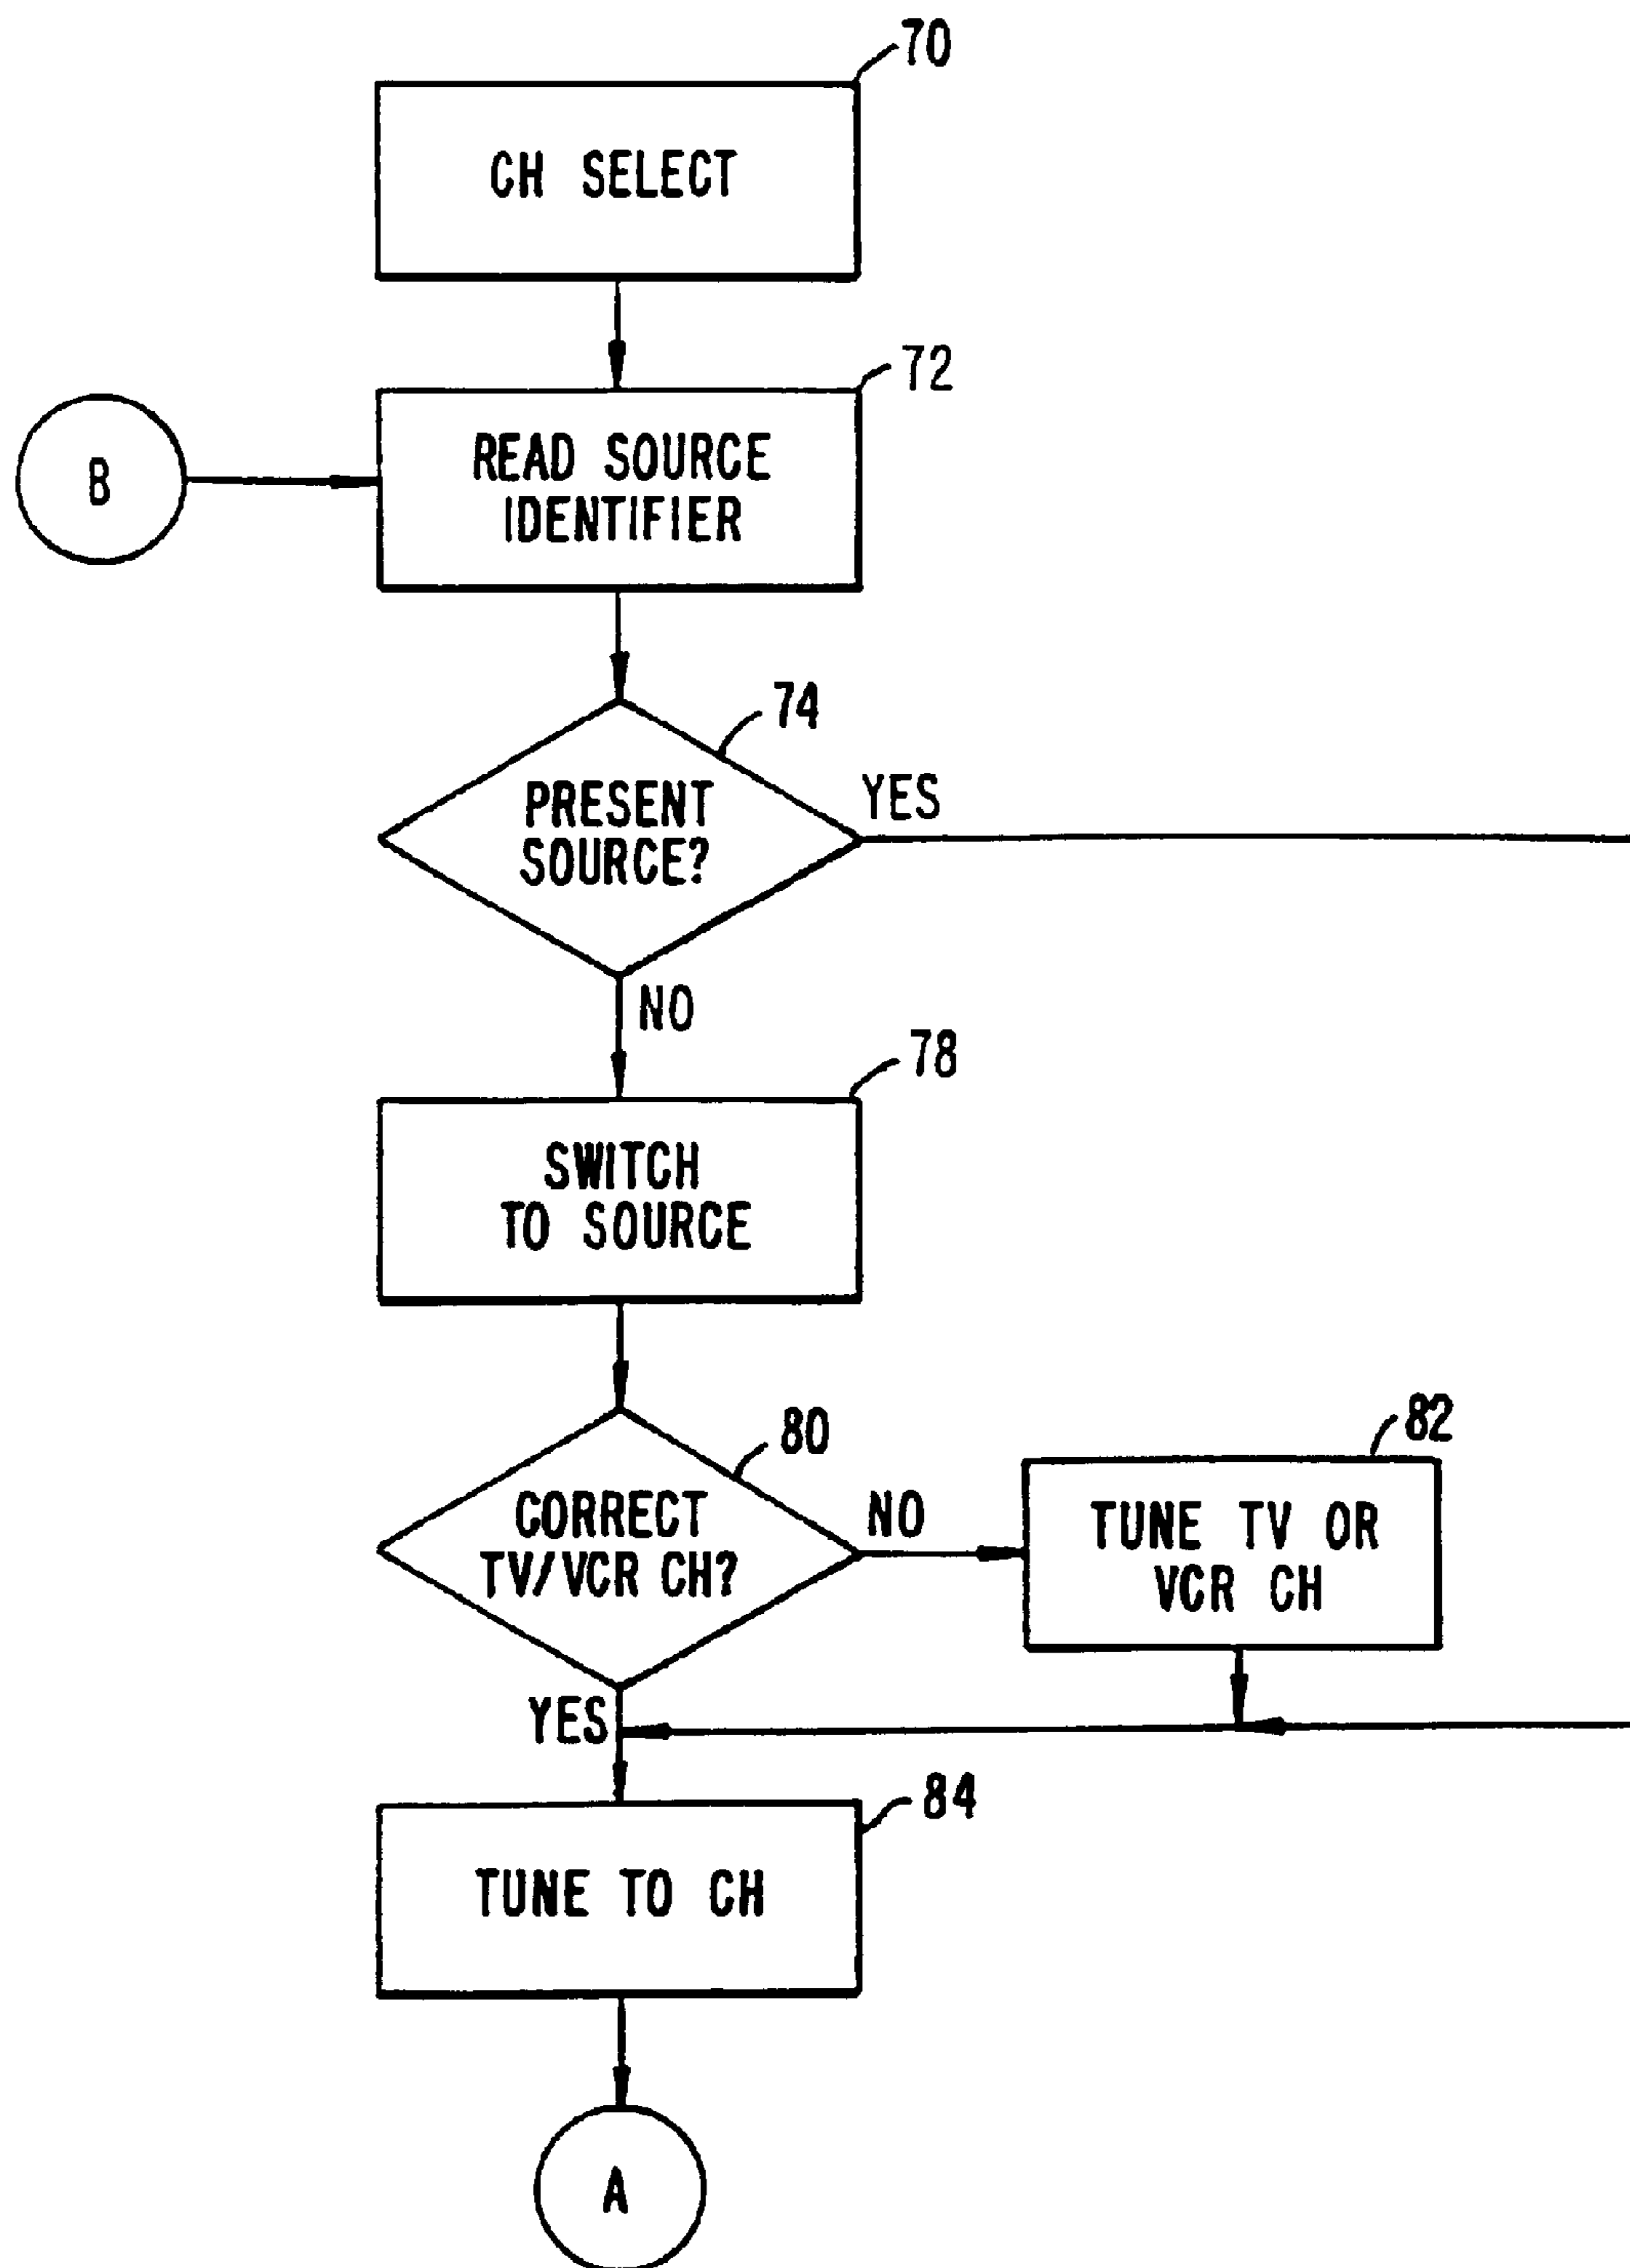 70
CH SELECT
72
B
READ SOURCE
IDENTIFIER
74
PRESENT
SOURCE?
YES
NO
78
SWITCH
TO SOURCE
80
CORRECT
TV/VCR CH?
NO
82
TUNE TV OR
VCR CH
YES
84
TUNE TO CH
A